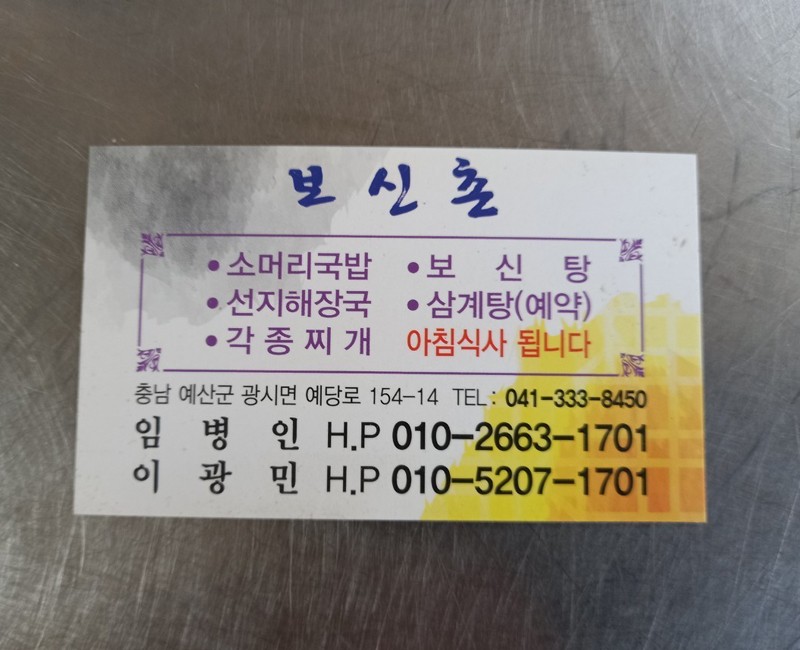 보신촌
• 소머리국밥 • 보 신 탕
• 선지해장국 • 삼계탕(예약)
• 각 종 찌 개 아침식사 됩니다
충남 예산군 광시면 예당로 154-14 TEL : 041-333-8450
임 병 인 H.P 010-2663-1701
이 광 민 H.P 010-5207-1701